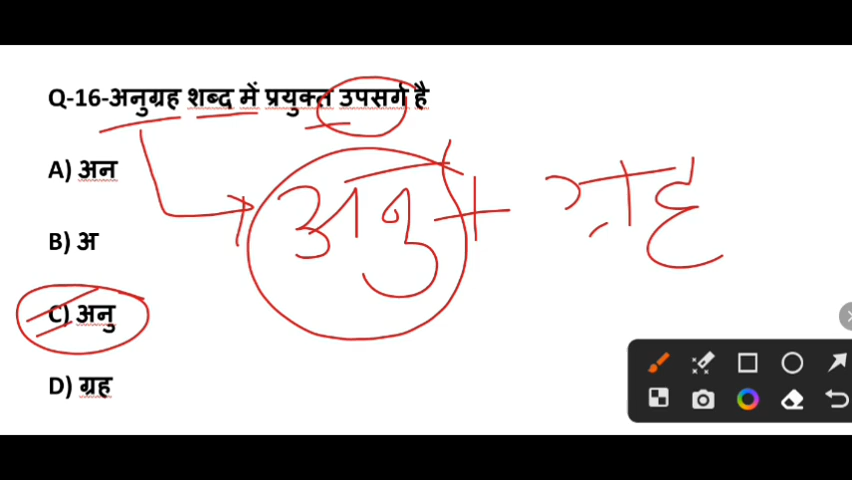 Q-16-अनुग्रह शब्द में प्रयुक्त उपसर्ग है
A) अन
अनु + ग्रह
B) अ
C) अनु
D) ग्रह